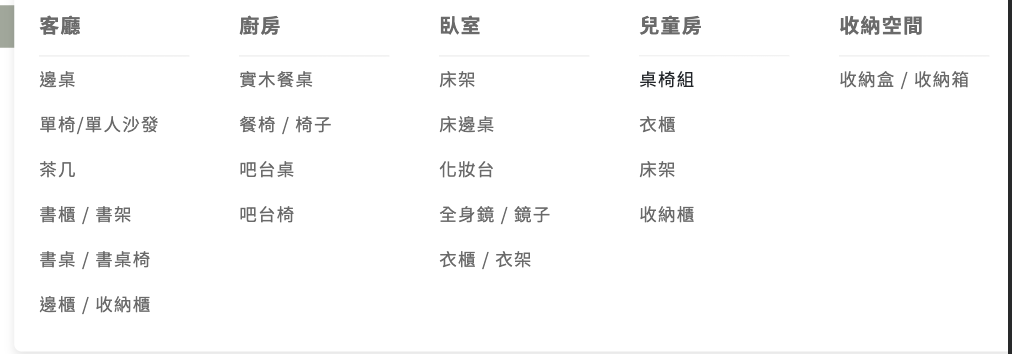 客廳
邊桌
單椅/單人沙發
茶几
書櫃 / 書架
書桌 / 書桌椅
邊櫃 / 收納櫃
廚房
實木餐桌
餐椅 / 椅子
吧台桌
吧台椅
臥室
床架
床邊桌
化妝台
全身鏡 / 鏡子
衣櫃 / 衣架
兒童房
桌椅組
衣櫃
床架
收納櫃
收納空間
收納盒 / 收納箱